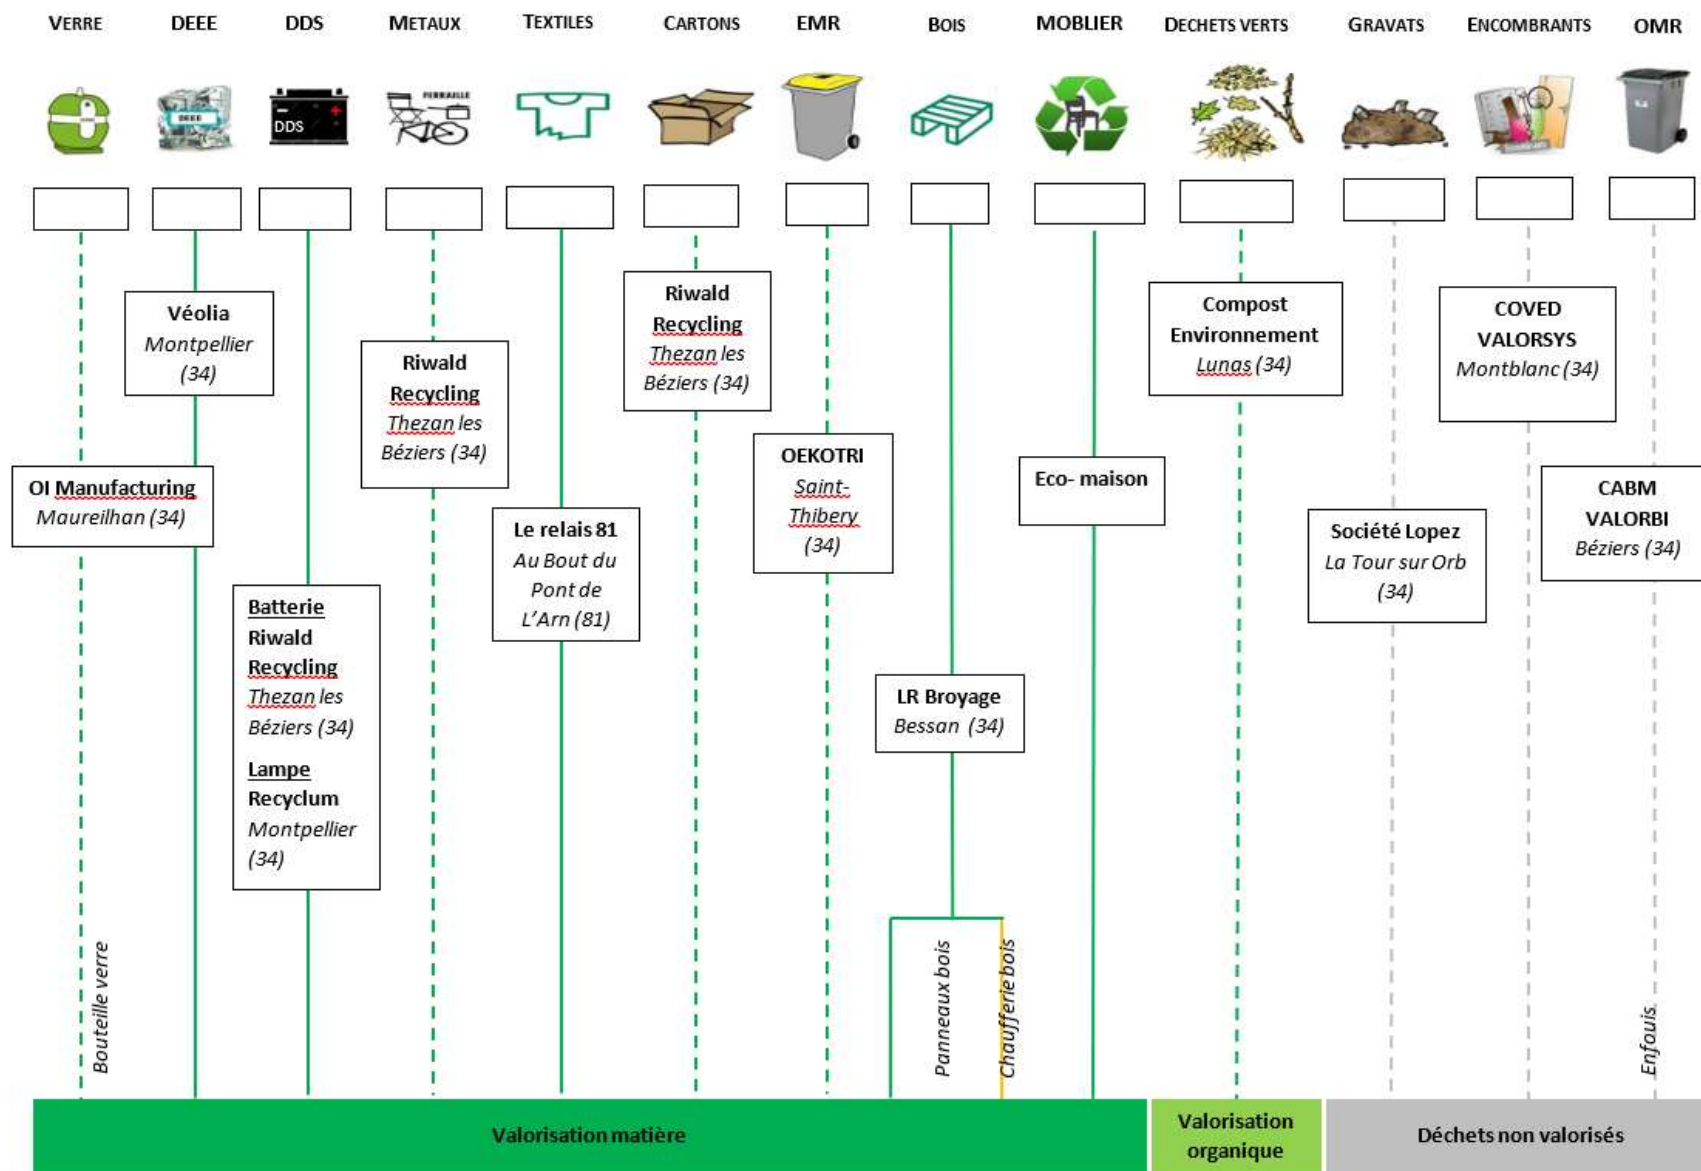 VERRE
DEEE
DDS
METAUX
TEXTILES
CARTONS
EMR
BOIS
MOBLIER
DECHETS VERTS
GRAVATS
ENCOMBRANTS
OMR
DEEE
DDS
FERRAILLE
Véolia
Montpellier
(34)
OI Manufacturing
Maureilhan (34)
Batterie
Riwald
Recycling
Thezan les
Béziers (34)
Lampe
Recyclum
Montpellier
(34)
Riwald
Recycling
Thezan les
Béziers (34)
Le relais 81
Au Bout du
Pont de
L'Arn (81)
Riwald
Recycling
Thezan les
Béziers (34)
OEKOTRI
Saint-
Thibery
(34)
LR Broyage
Bessan (34)
Eco- maison
Compost
Environnement
Lunas (34)
Société Lopez
La Tour sur Orb
(34)
COVED
VALORSYS
Montblanc (34)
CABM
VALORBI
Béziers (34)
Bouteille verre
Panneaux bois
Chaufferie bois
Enfouis
Valorisation matière
Valorisation
organique
Déchets non valorisés